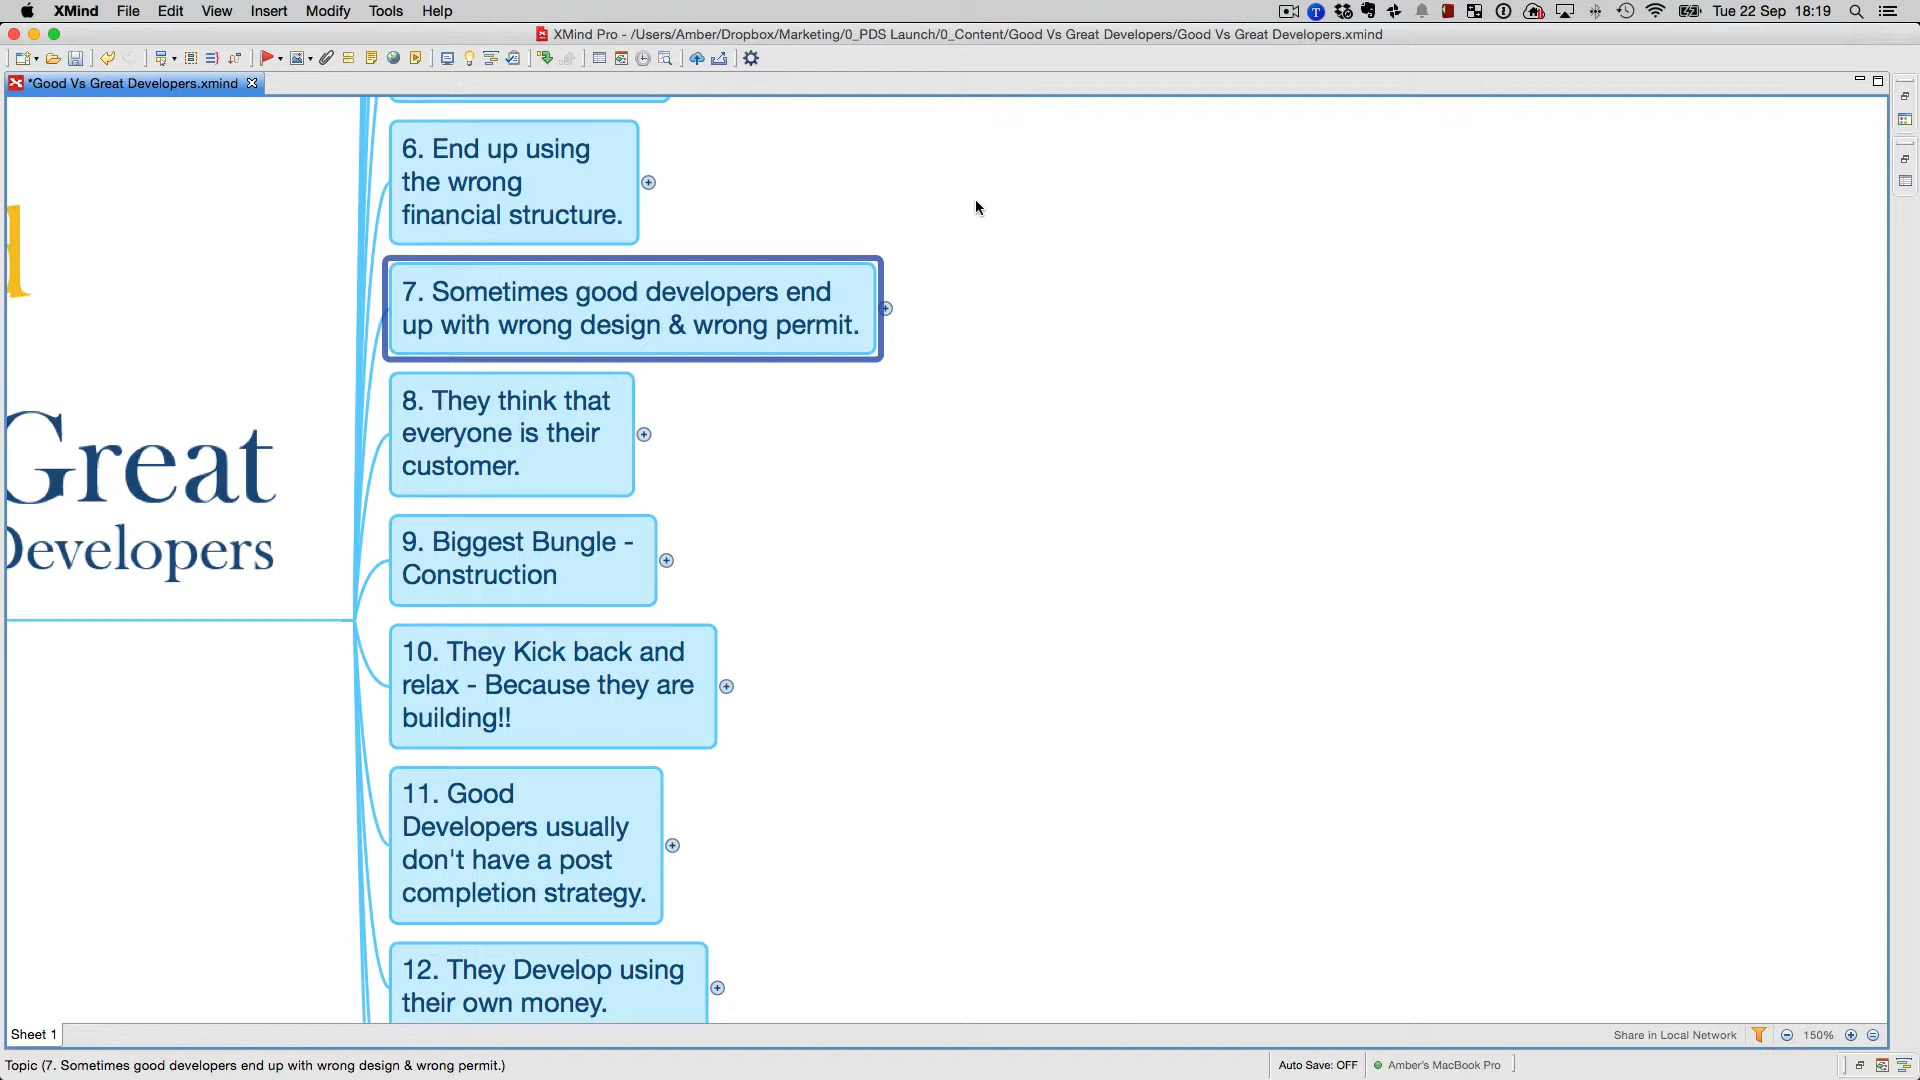 XMind File Edit View Insert Modify Tools Help Tue 22 Sep 18:19
XMind Pro - /Users/Amber/Dropbox/Marketing/0_PDS Launch/0_Content/Good Vs Great Developers/Good Vs Great Developers.xmind
*Good Vs Great Developers.xmind
6. End up using
the wrong
financial structure.
7. Sometimes good developers end
up with wrong design & wrong permit.
8. They think that
everyone is their
customer.
Great
Developers
9. Biggest Bungle -
Construction
10. They Kick back and
relax - Because they are
building!!
11. Good
Developers usually
don't have a post
completion strategy.
12. They Develop using
their own money.
Sheet 1
Share in Local Network
150%
Topic (7. Sometimes good developers end up with wrong design & wrong permit.)
Auto Save: OFF
Amber's MacBook Pro